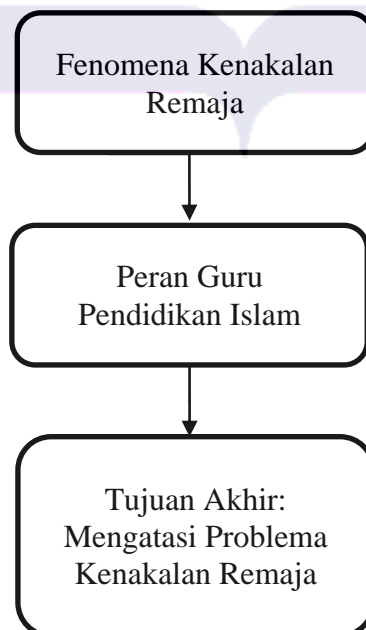 Fenomena Kenakalan
Remaja
Peran Guru
Pendidikan Islam
Tujuan Akhir:
Mengatasi Problema
Kenakalan Remaja